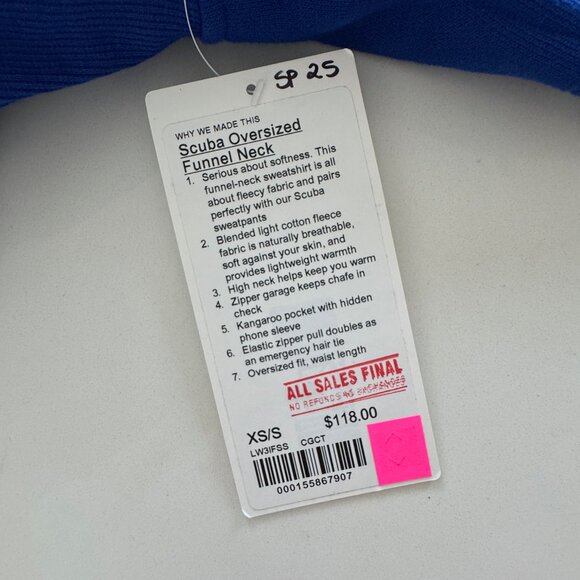 SP 25
WHY WE MADE THIS
Scuba Oversized
Funnel Neck
1. Serious about softness. This
funnel-neck sweatshirt is all
about fleecy fabric and pairs
perfectly with our Scuba
sweatpants
2. Blended light cotton fleece
fabric is naturally breathable,
soft against your skin, and
provides lightweight warmth
3. High neck helps keep you warm
4. Zipper garage keeps chafe in
check
5. Kangaroo pocket with hidden
phone sleeve
6. Elastic zipper pull doubles as
an emergency hair tie
7. Oversized fit, waist length
ALL SALES FINAL
NO REFUNDS NO EXCHANGES
XS/S $118.00
LW3IFSS CGCT
000155867907